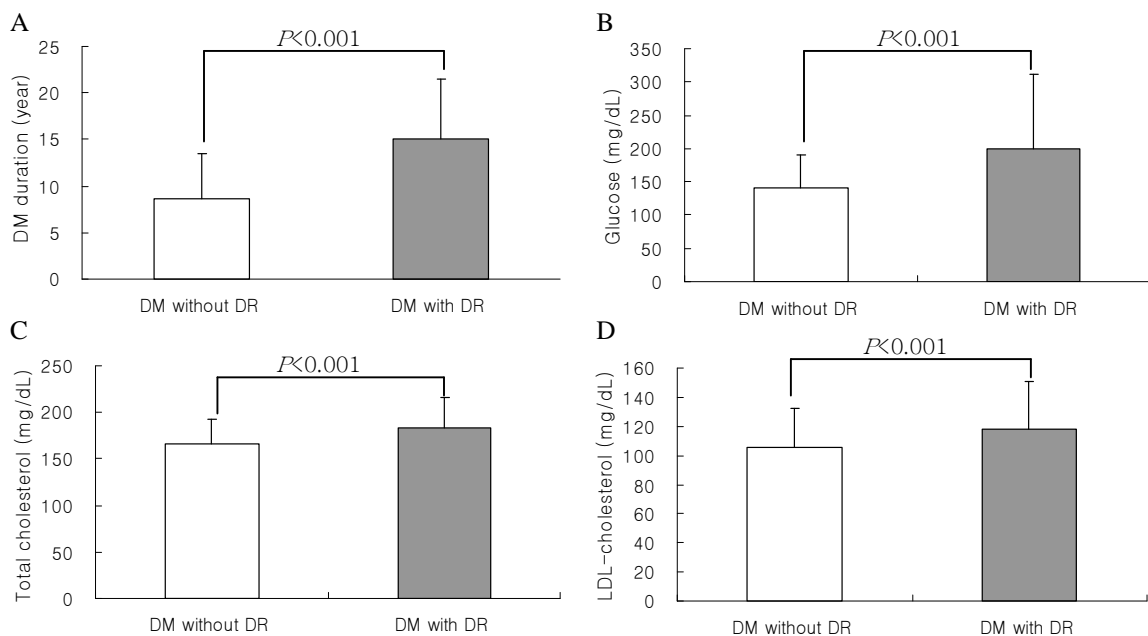 A
P<0.001
DM duration (year)
25
20
15
10
5
0
DM without DR
DM with DR
B
P<0.001
Glucose (mg/dL)
350
300
250
200
150
100
50
0
DM without DR
DM with DR
C
P<0.001
Total cholesterol (mg/dL)
250
200
150
100
50
0
DM without DR
DM with DR
D
P<0.001
LDL-cholesterol (mg/dL)
160
140
120
100
80
60
40
20
0
DM without DR
DM with DR